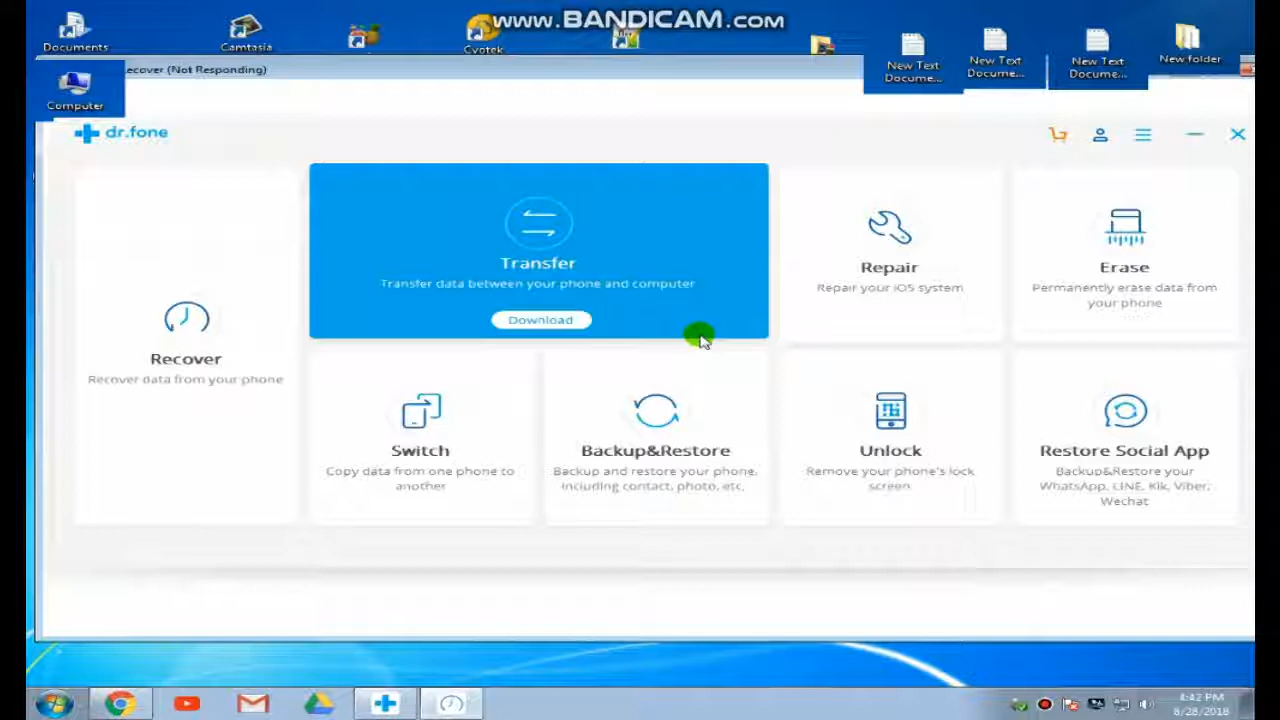 www.BANDICAM.com
Documents
Camtasia
Cvotek
New Text
Docume...
New Text
Docume...
New Text
Docume...
New folder
ecover (Not Responding)
Computer
dr.fone
Transfer
Transfer data between your phone and computer
Download
Repair
Repair your iOS system
Erase
Permanently erase data from
your phone
Recover
Recover data from your phone
Switch
Copy data from one phone to
another
Backup&Restore
Backup and restore your phone,
including contact, photo, etc,
Unlock
Remove your phone's lock
screen
Restore Social App
Backup&Restore your
WhatsApp, LINE, Kik, Viber,
Wechat
4:42 PM
8/28/2018